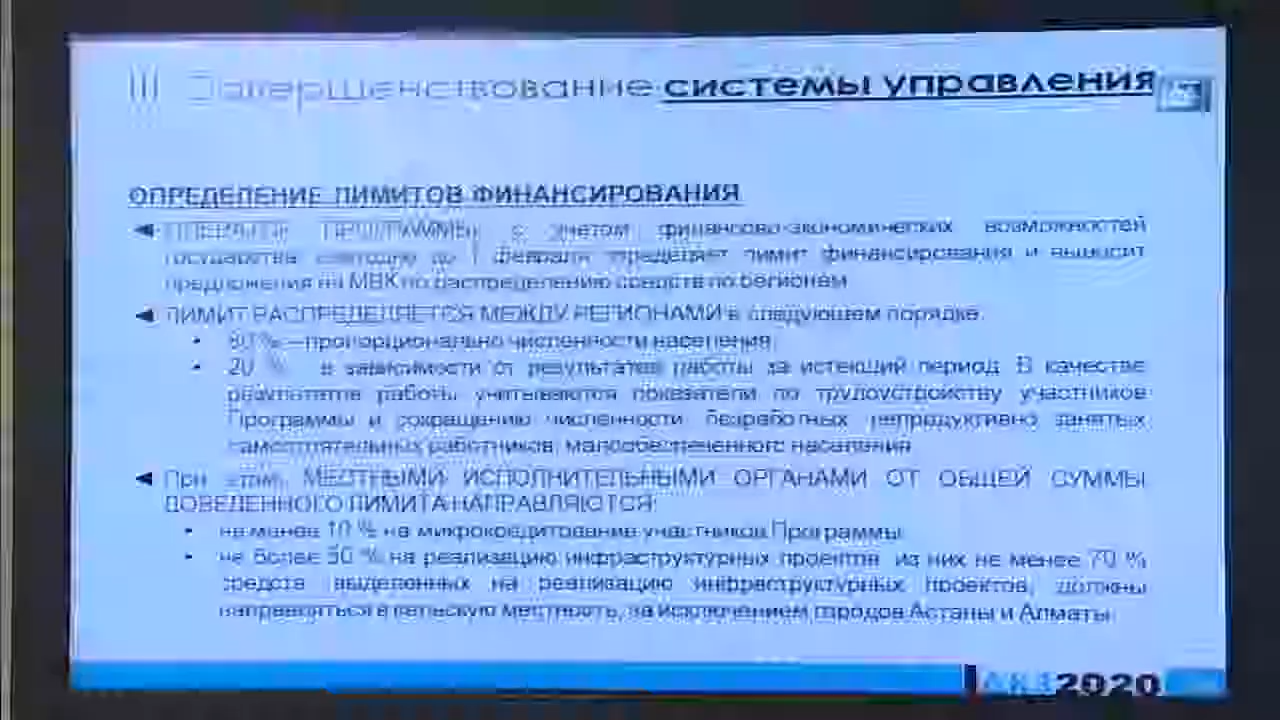 III Совершенствование системы управления
ОПРЕДЕЛЕНИЕ ЛИМИТОВ ФИНАНСИРОВАНИЯ
с учетом финансово-экономических возможностей
государства ежегодно до 1 февраля определяет лимит финансирования и выносит
предложения на МВК по распределению средств по регионам
ЛИМИТ РАСПРЕДЕЛЯЕТСЯ МЕЖДУ РЕГИОНАМИ в следующем порядке:
• 80 % – пропорционально численности населения;
• 20 % в зависимости от результатов работы за истекший период. В качестве
результатов работы учитываются показатели по трудоустройству участников
Программы и сокращению численности безработных, непродуктивно занятых
самостоятельных работников, малообеспеченного населения
При этом, МЕСТНЫМИ ИСПОЛНИТЕЛЬНЫМИ ОРГАНАМИ ОТ ОБЩЕЙ СУММЫ
ДОВЕДЕННОГО ЛИМИТА НАПРАВЛЯЮТСЯ:
• не менее 10 % на микрокредитование участников Программы
• не более 50 % на реализацию инфраструктурных проектов, из них не менее 70 %
средств, выделенных на реализацию инфраструктурных проектов, должны
направляться в сельскую местность, за исключением городов Астаны и Алматы
2020